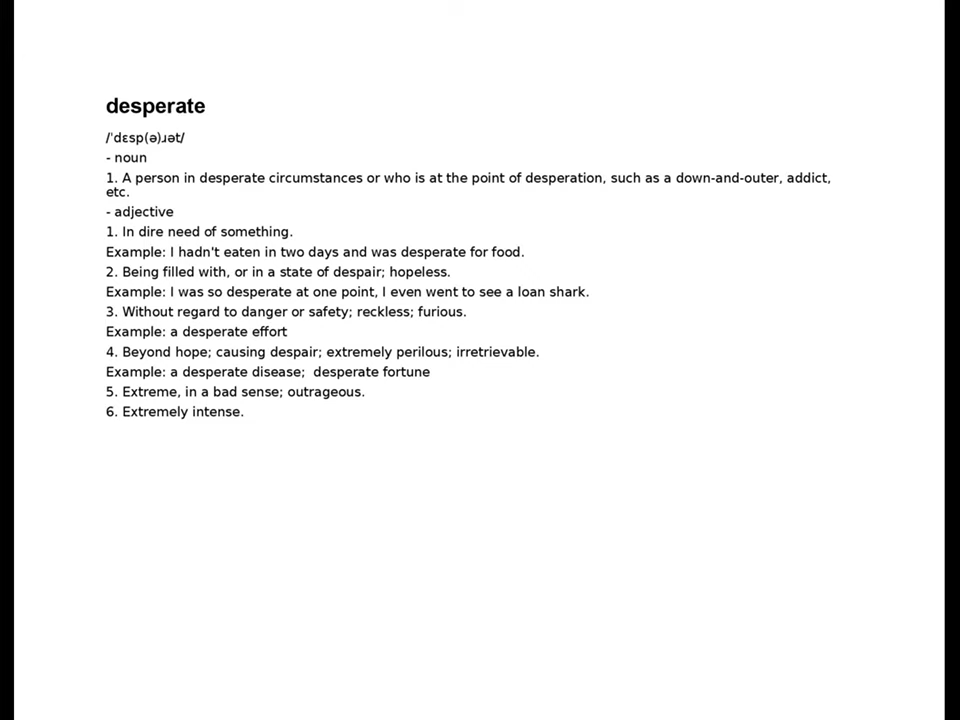 desperate
/ˈdɛsp(ə)ɹət/
- noun
1. A person in desperate circumstances or who is at the point of desperation, such as a down-and-outer, addict,
etc.
- adjective
1. In dire need of something.
Example: I hadn't eaten in two days and was desperate for food.
2. Being filled with, or in a state of despair; hopeless.
Example: I was so desperate at one point, I even went to see a loan shark.
3. Without regard to danger or safety; reckless; furious.
Example: a desperate effort
4. Beyond hope; causing despair; extremely perilous; irretrievable.
Example: a desperate disease;  desperate fortune
5. Extreme, in a bad sense; outrageous.
6. Extremely intense.